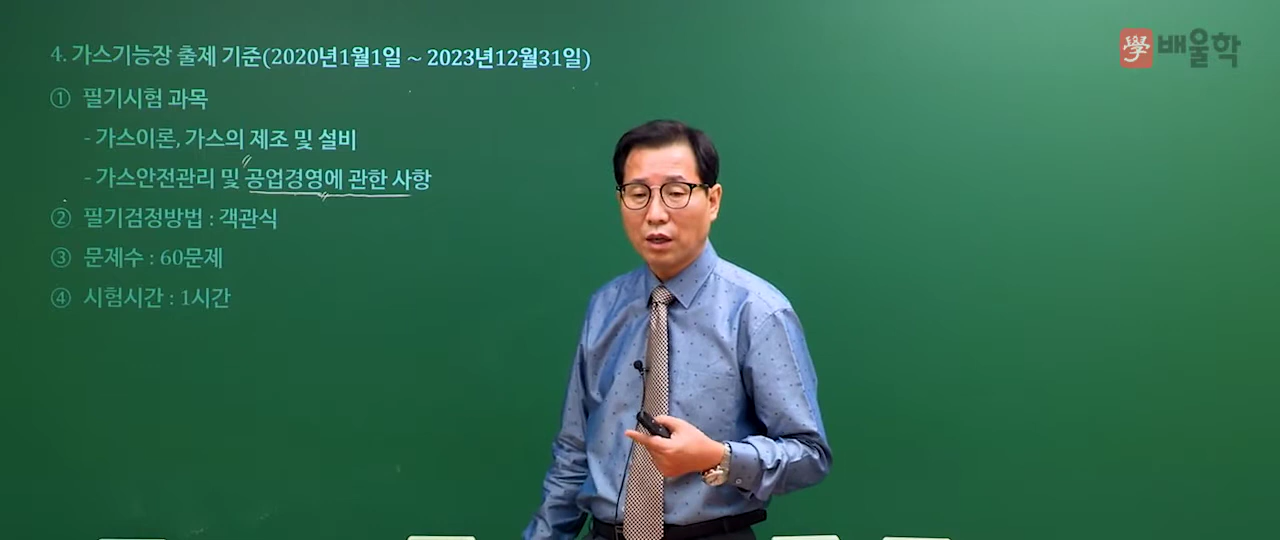 4. 가스기능장 출제 기준(2020년1월1일 ~ 2023년12월31일)
學 배울학
① 필기시험 과목
- 가스이론, 가스의 제조 및 설비
- 가스안전관리 및 공업경영에 관한 사항
② 필기검정방법 : 객관식
③ 문제수 : 60문제
④ 시험시간 : 1시간